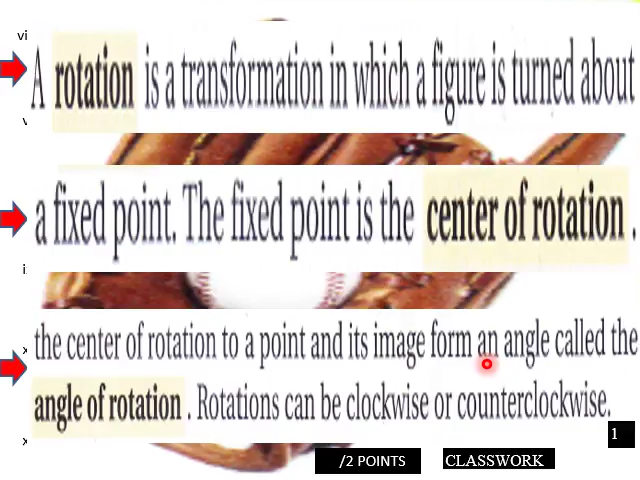 vi
A rotation is a transformation in which a figure is turned about
a fixed point. The fixed point is the center of rotation .
the center of rotation to a point and its image form an angle called the
angle of rotation . Rotations can be clockwise or counterclockwise.
1
/2 POINTS CLASSWORK